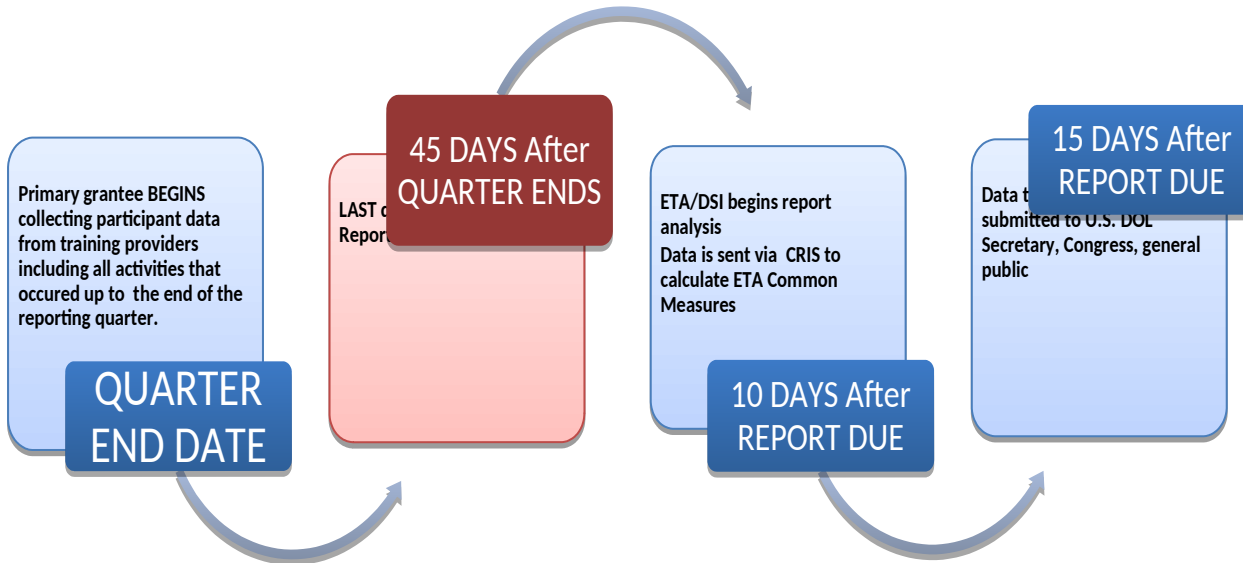 Primary grantee BEGINS
collecting participant data
from training providers
including all activities that
occured up to the end of the
reporting quarter.
QUARTER
END DATE
45 DAYS After
QUARTER ENDS
LAST
Repor
ETA/DSI begins report
analysis
Data is sent via CRIS to
calculate ETA Common
Measures
10 DAYS After
REPORT DUE
15 DAYS After
REPORT DUE
Data
submitted to U.S. DOL
Secretary, Congress, general
public